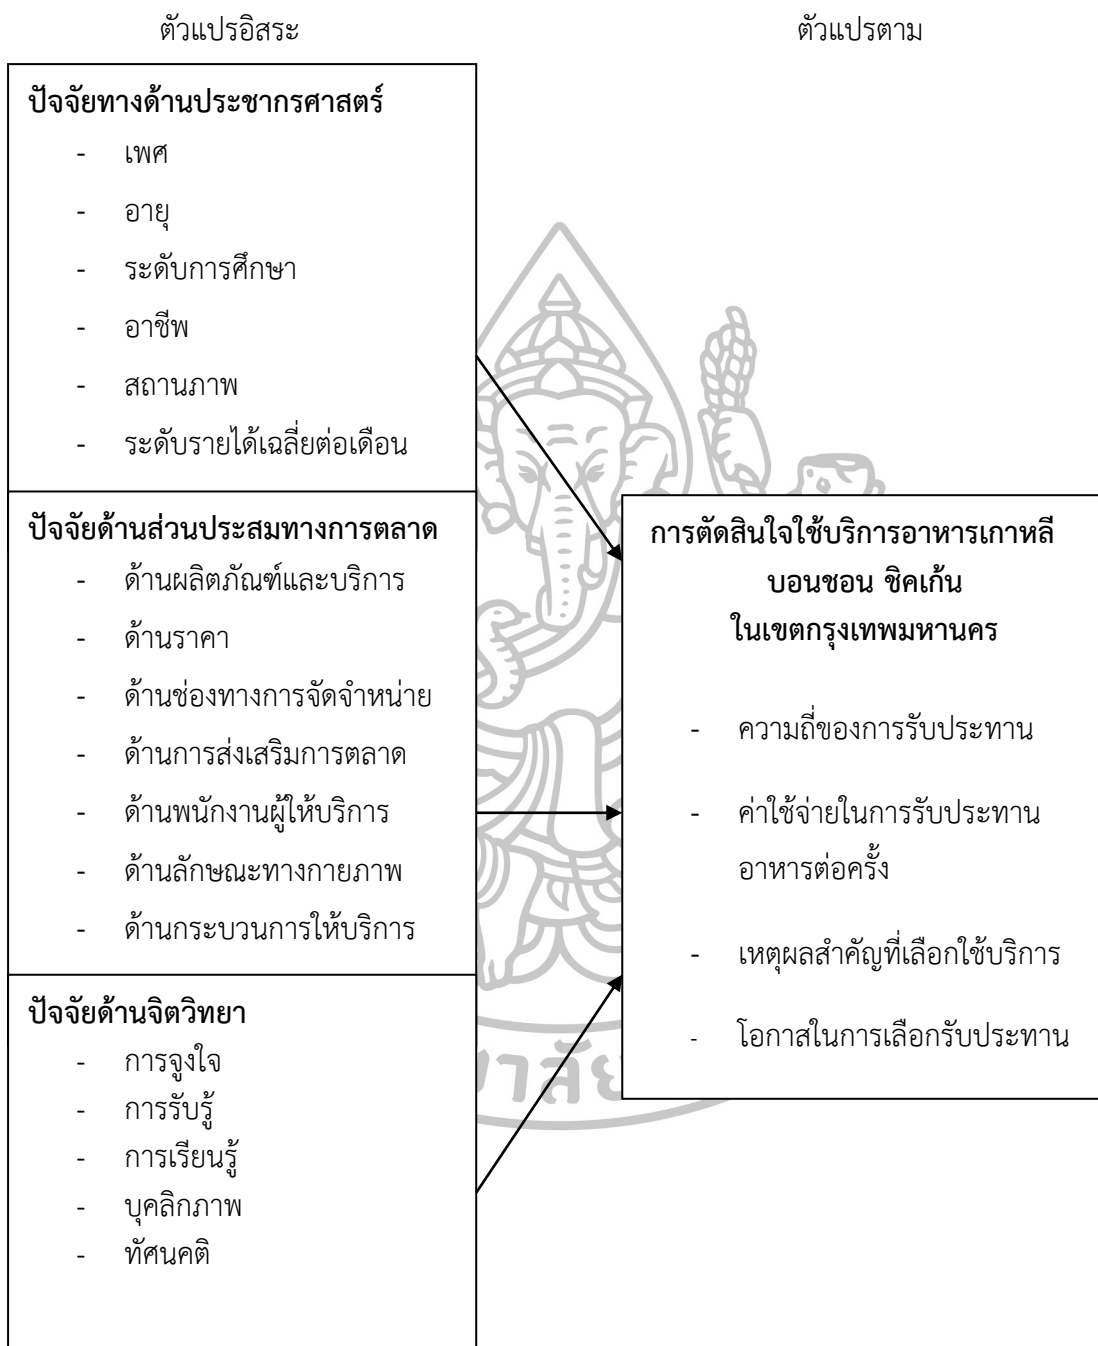 ตัวแปรอิสระ
ตัวแปรตาม
ปัจจัยทางด้านประชากรศาสตร์
- เพศ
- อายุ
- ระดับการศึกษา
- อาชีพ
- สถานภาพ
- ระดับรายได้เฉลี่ยต่อเดือน
ปัจจัยด้านส่วนประสมทางการตลาด
- ด้านผลิตภัณฑ์และบริการ
- ด้านราคา
- ด้านช่องทางการจัดจำหน่าย
- ด้านการส่งเสริมการตลาด
- ด้านพนักงานผู้ให้บริการ
- ด้านลักษณะทางกายภาพ
- ด้านกระบวนการให้บริการ
ปัจจัยด้านจิตวิทยา
- การจูงใจ
- การรับรู้
- การเรียนรู้
- บุคลิกภาพ
- ทัศนคติ
การตัดสินใจใช้บริการอาหารเกาหลี
บอนชอน ชิคเก้น
ในเขตกรุงเทพมหานคร
- ความถี่ของการรับประทาน
- ค่าใช้จ่ายในการรับประทาน
อาหารต่อครั้ง
- เหตุผลสำคัญที่เลือกใช้บริการ
- โอกาสในการเลือกรับประทาน